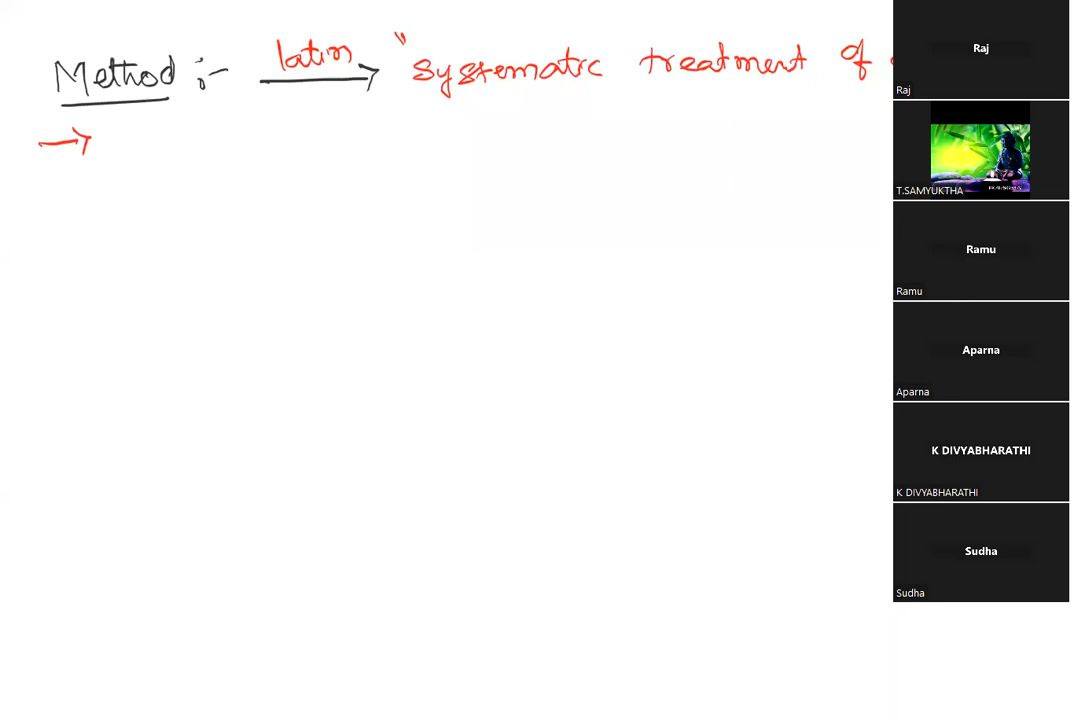 Method :- latin → "systematic treatment of
→
Raj
Raj
T.SAMYUKTHA
Ramu
Ramu
Aparna
Aparna
K DIVYABHARATHI
K DIVYABHARATHI
Sudha
Sudha